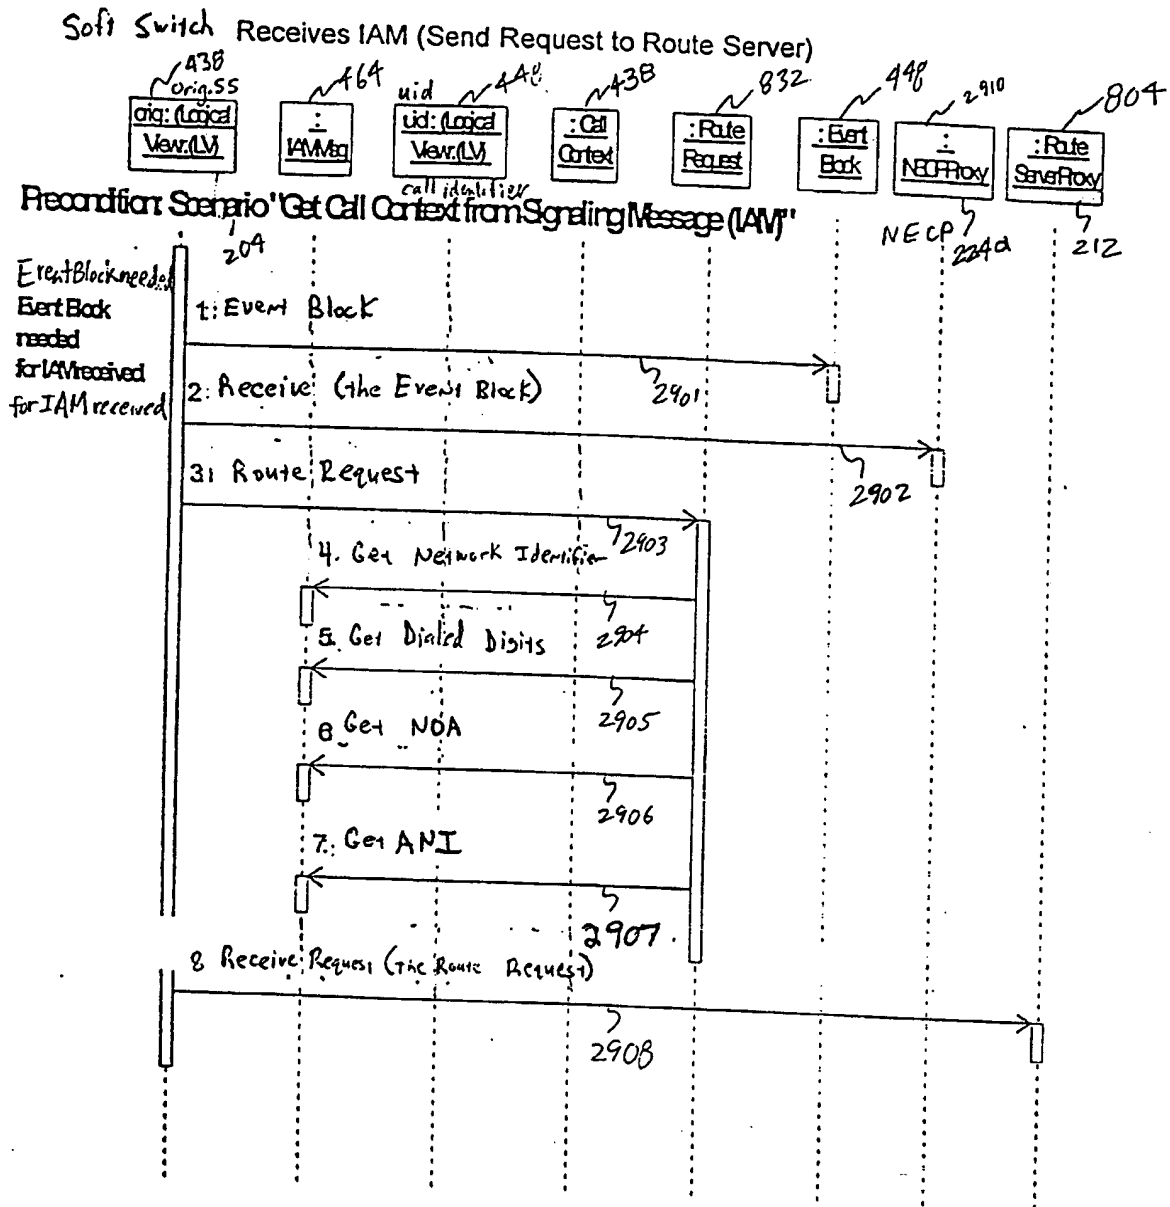 Soft Switch Receives IAM (Send Request to Route Server)
438 464 448 438 832 448 2910 804
orig.SS uid
orig: (Logical View:(LV)
:
IAMMsg
uid: (Logical View:(LV)
call identifier
:Call Context
:Route Request
:Event Block
:
NECPProxy
:Route ServerProxy
Precondition: Scenario "Get Call Context from Signaling Message (IAM)"
204 NECP 224a 212
EventBlockneeded
Event Block
needed
for IAM received
for IAM received
1: Event Block
2901
2: Receive (the Event Block)
2902
3: Route Request
2903
4. Get Network Identifier
2904
5. Get Dialed Digits
2905
6. Get NOA
2906
7.: Get ANI
2907
8 Receive Request (The Route Request)
2908